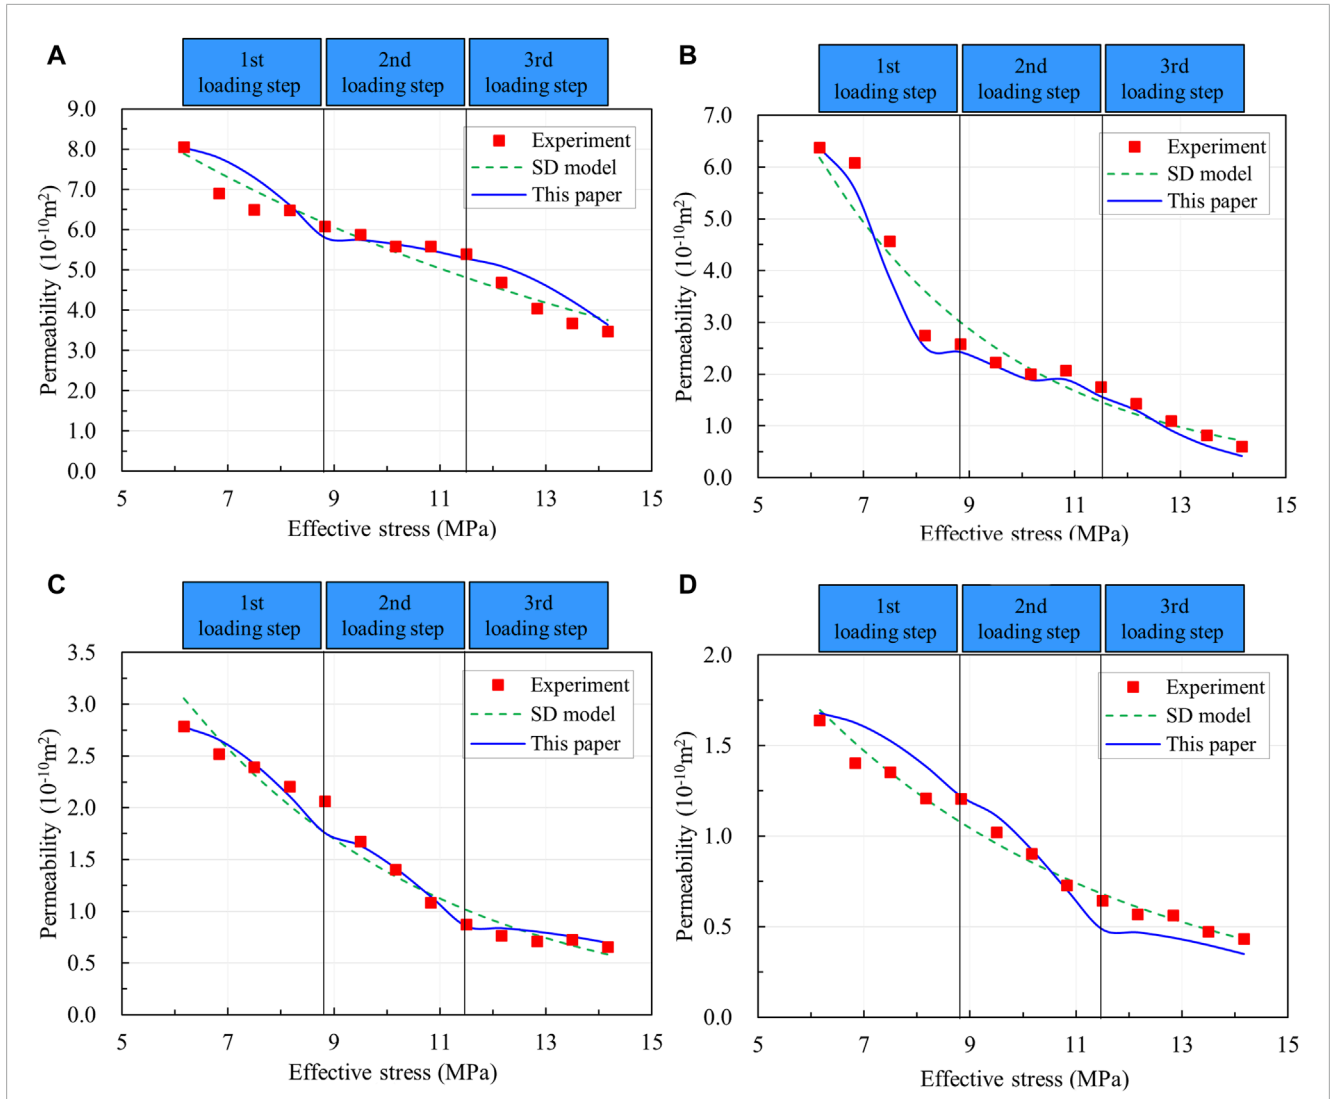 A
1st
loading step
2nd
loading step
3rd
loading step
9.0
8.0
7.0
6.0
5.0
4.0
3.0
2.0
1.0
0.0
Permeability (10⁻¹⁰m²)
Experiment
SD model
This paper
5 7 9 11 13 15
Effective stress (MPa)
B
1st
loading step
2nd
loading step
3rd
loading step
7.0
6.0
5.0
4.0
3.0
2.0
1.0
0.0
Permeability (10⁻¹⁰m²)
Experiment
SD model
This paper
5 7 9 11 13 15
Effective stress (MPa)
C
1st
loading step
2nd
loading step
3rd
loading step
3.5
3.0
2.5
2.0
1.5
1.0
0.5
0.0
Permeability (10⁻¹⁰m²)
Experiment
SD model
This paper
5 7 9 11 13 15
Effective stress (MPa)
D
1st
loading step
2nd
loading step
3rd
loading step
2.0
1.5
1.0
0.5
0.0
Permeability (10⁻¹⁰m²)
Experiment
SD model
This paper
5 7 9 11 13 15
Effective stress (MPa)